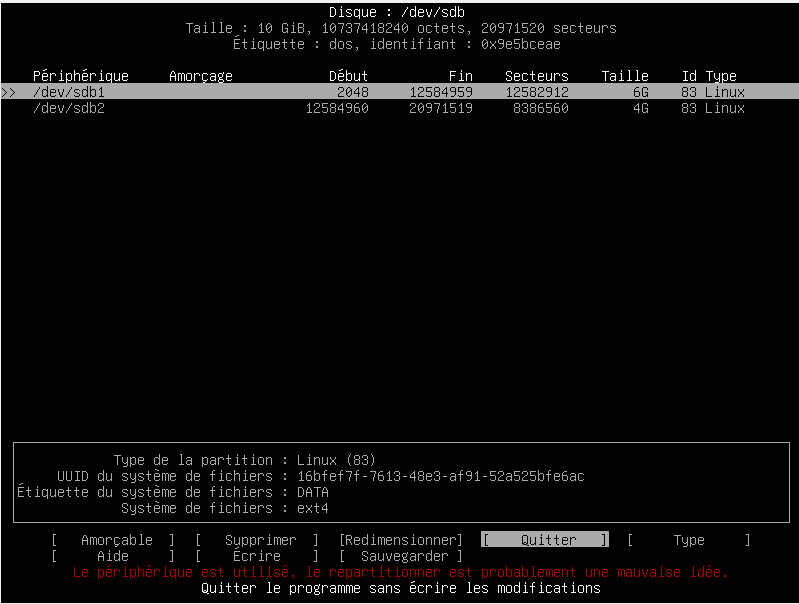 Disque : /dev/sdb
Taille : 10 GiB, 10737418240 octets, 20971520 secteurs
Étiquette : dos, identifiant : 0x9e5bceae
Périphérique Amorçage Début Fin Secteurs Taille Id Type
>> /dev/sdb1 2048 12584959 12582912 6G 83 Linux
/dev/sdb2 12584960 20971519 8386560 4G 83 Linux
Type de la partition : Linux (83)
UUID du système de fichiers : 16bfef7f-7613-48e3-af91-52a525bfe6ac
Étiquette du système de fichiers : DATA
Système de fichiers : ext4
[ Amorçable ] [ Supprimer ] [Redimensionner] [ Quitter ] [ Type ]
[ Aide ] [ Écrire ] [ Sauvegarder ]
Le périphérique est utilisé, le repartitionner est probablement une mauvaise idée.
Quitter le programme sans écrire les modifications